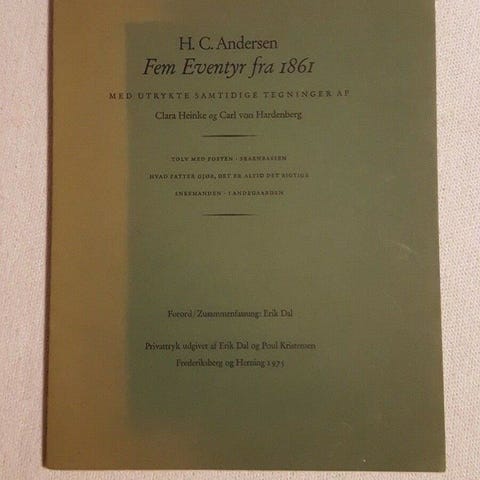 H. C. Andersen
Fem Eventyr fra 1861
MED UTRYKTE SAMTIDIGE TEGNINGER AF
Clara Heinke og Carl von Hardenberg
TOLV MED POSTEN · SKARNBASSEN
HVAD FATTER GJØR, DET ER ALTID DET RIGTIGE
SNEEMANDEN · I ANDEGAARDEN
Forord/Zusammenfassung: Erik Dal
Privattryk udgivet af Erik Dal og Poul Kristensen
Frederiksberg og Herning 1975